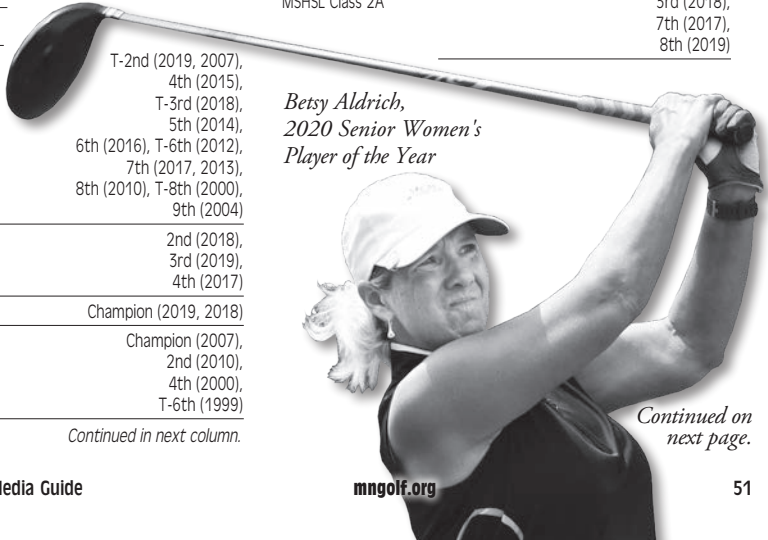 T-2nd (2019, 2007),
4th (2015),
T-3rd (2018),
5th (2014),
6th (2016), T-6th (2012),
7th (2017, 2013),
8th (2010), T-8th (2000),
9th (2004)
2nd (2018),
3rd (2019),
4th (2017)
Champion (2019, 2018)
Champion (2007),
2nd (2010),
4th (2000),
T-6th (1999)
Continued in next column.
MSHSL Class 2A
(2018),
7th (2017),
8th (2019)
Betsy Aldrich,
2020 Senior Women's
Player of the Year
Continued on
next page.
Guide
mngolf.org
51